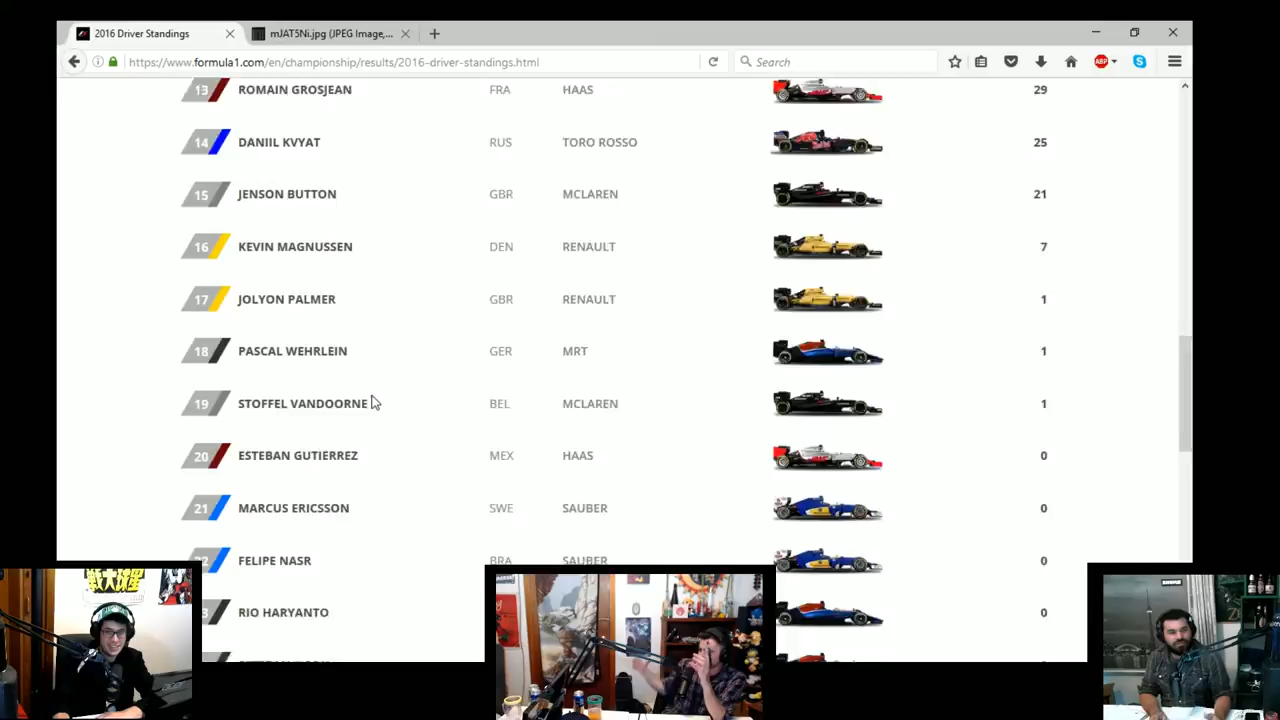 2016 Driver Standings
mJAT5Ni.jpg (JPEG Image,...
https://www.formula1.com/en/championship/results/2016-driver-standings.html
Search
ABP
13 ROMAIN GROSJEAN FRA HAAS 29
14 DANIIL KVYAT RUS TORO ROSSO 25
15 JENSON BUTTON GBR MCLAREN 21
16 KEVIN MAGNUSSEN DEN RENAULT 7
17 JOLYON PALMER GBR RENAULT 1
18 PASCAL WEHRLEIN GER MRT 1
19 STOFFEL VANDOORNE BEL MCLAREN 1
20 ESTEBAN GUTIERREZ MEX HAAS 0
21 MARCUS ERICSSON SWE SAUBER 0
FELIPE NASR BRA SAUBER 0
RIO HARYANTO 0